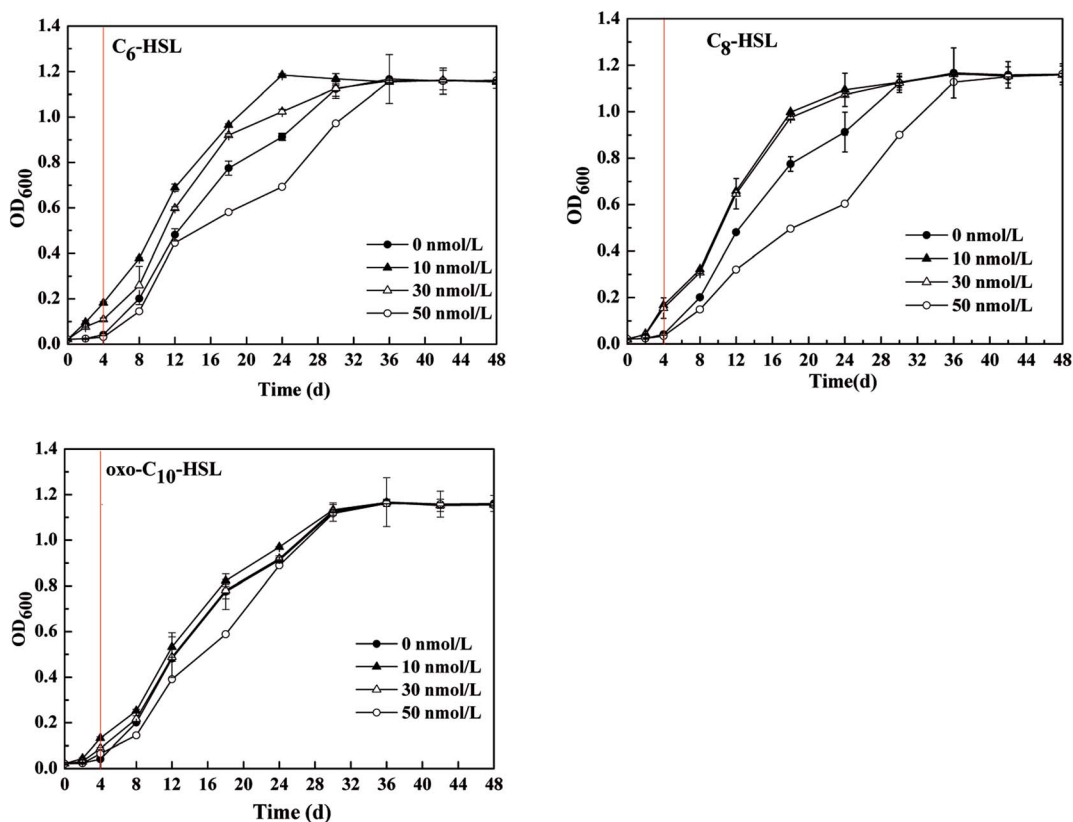 C6-HSL
1.4
1.2
1.0
0.8
0.6
0.4
0.2
0.0
OD600
0 nmol/L
10 nmol/L
30 nmol/L
50 nmol/L
0 4 8 12 16 20 24 28 32 36 40 44 48
Time (d)
C8-HSL
1.4
1.2
1.0
0.8
0.6
0.4
0.2
0.0
OD600
0 nmol/L
10 nmol/L
30 nmol/L
50 nmol/L
0 4 8 12 16 20 24 28 32 36 40 44 48
Time(d)
oxo-C10-HSL
1.4
1.2
1.0
0.8
0.6
0.4
0.2
0.0
OD600
0 nmol/L
10 nmol/L
30 nmol/L
50 nmol/L
0 4 8 12 16 20 24 28 32 36 40 44 48
Time (d)